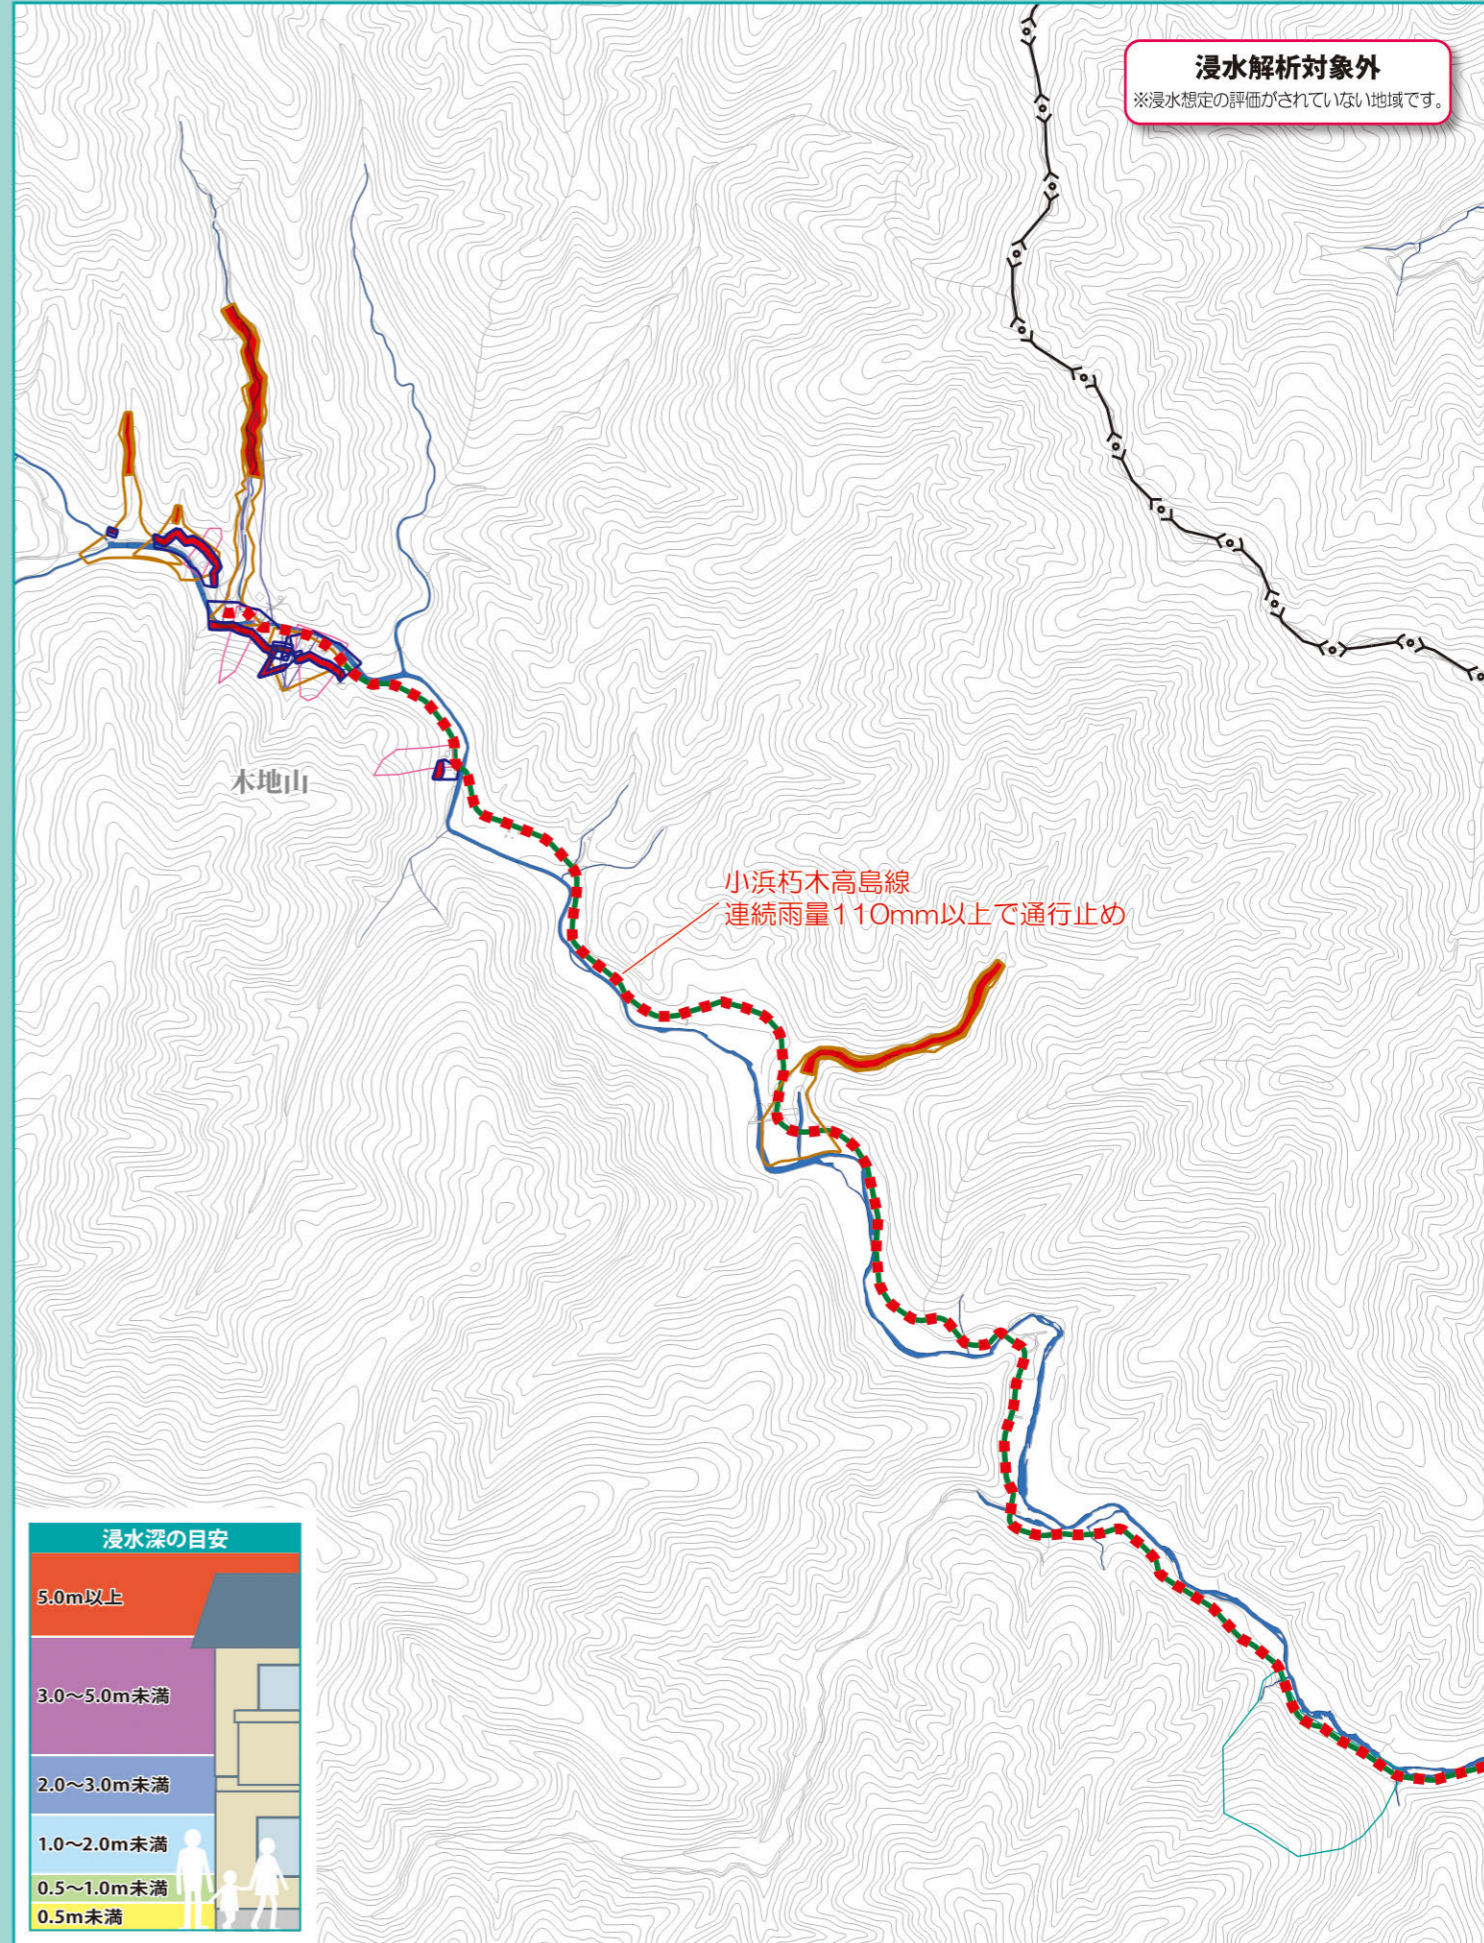 浸水解析対象外
※浸水想定の評価がされていない地域です。
木地山
小浜朽木高島線
連続雨量110mm以上で通行止め
浸水深の目安
5.0m以上
3.0〜5.0m未満
2.0〜3.0m未満
1.0〜2.0m未満
0.5〜1.0m未満
0.5m未満